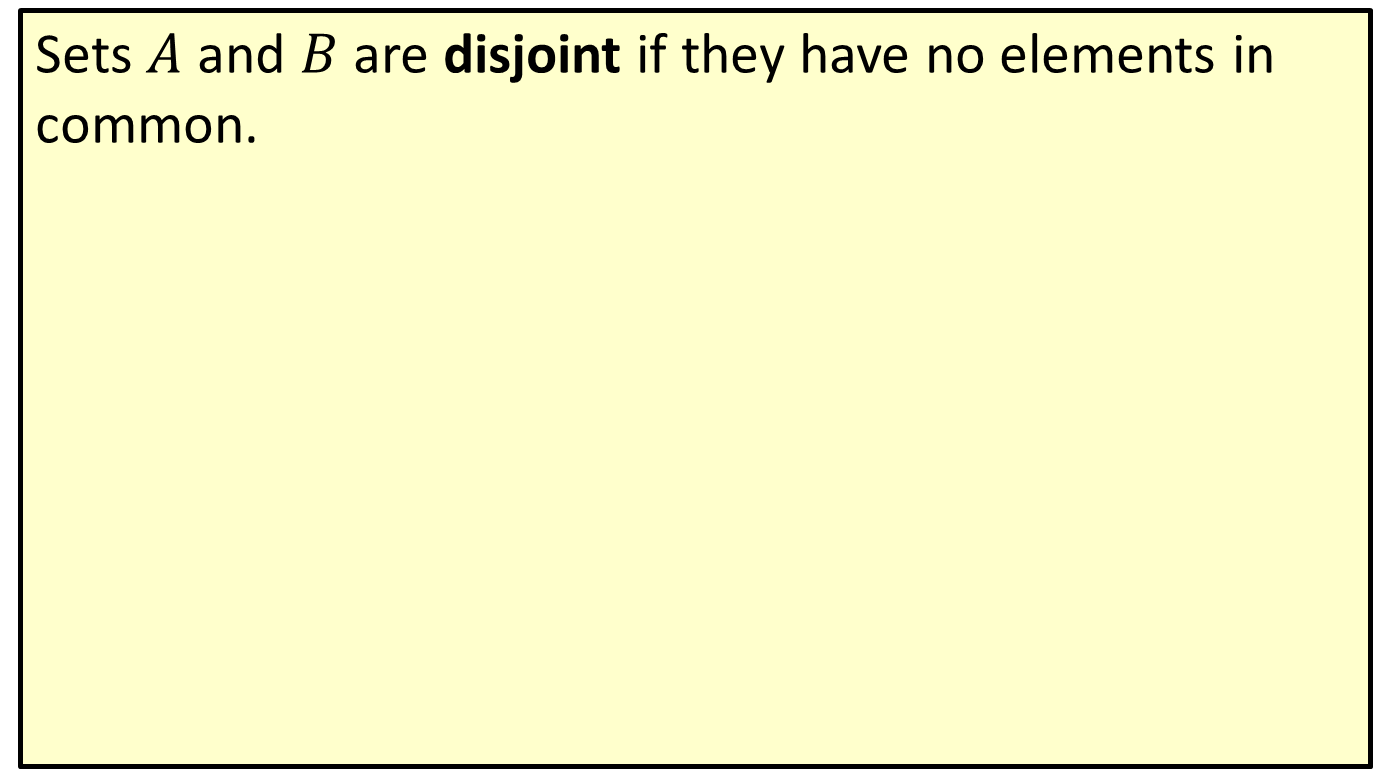 Sets A and B are disjoint if they have no elements in
common.